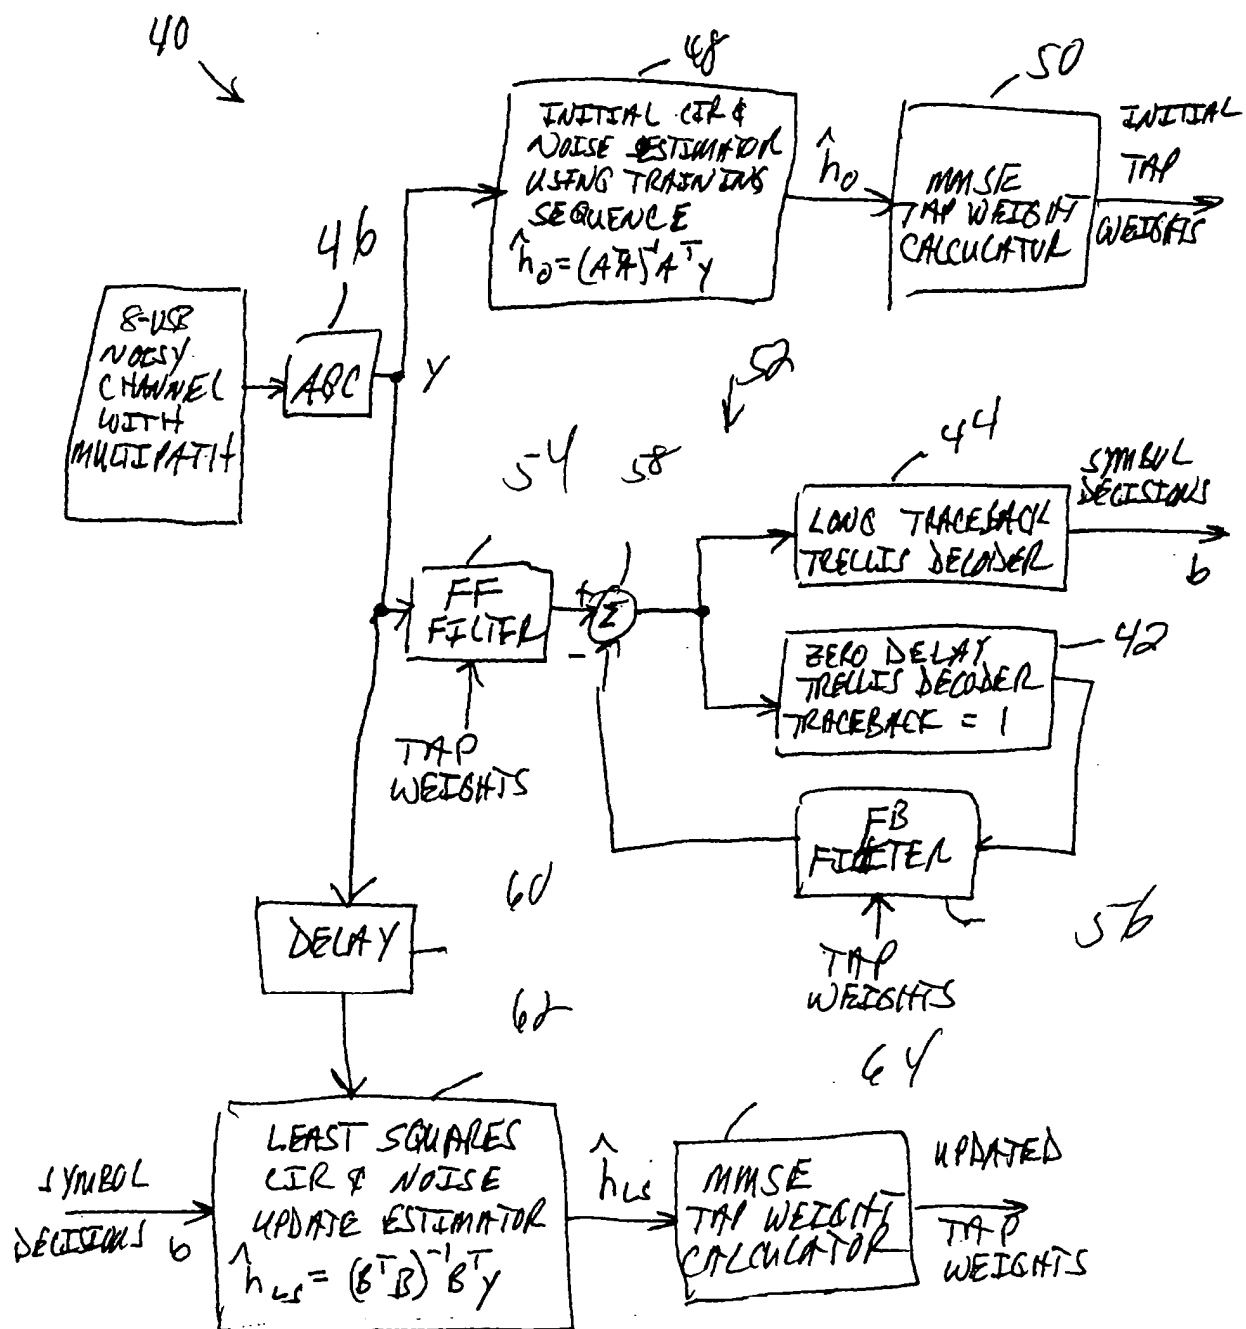 40
48
INITIAL CIR &
NOISE ESTIMATOR
USING TRAINING
SEQUENCE
ĥ₀ = (AᵀA)⁻¹Aᵀy
ĥ₀
50
MMSE
TAP WEIGHT
CALCULATOR
INITIAL
TAP
WEIGHTS
8-VSB
NOISY
CHANNEL
WITH
MULTIPATH
46
AGC
Y
52
54
FF
FILTER
TAP
WEIGHTS
58
+
Σ
-
44
LONG TRACEBACK
TRELLIS DECODER
SYMBOL
DECISIONS
b
42
ZERO DELAY
TRELLIS DECODER
TRACEBACK = 1
FB
FILTER
56
TAP
WEIGHTS
60
DELAY
62
LEAST SQUARES
CIR & NOISE
UPDATE ESTIMATOR
ĥLS = (BᵀB)⁻¹Bᵀy
SYMBOL
DECISIONS b
ĥLS
64
MMSE
TAP WEIGHT
CALCULATOR
UPDATED
TAP
WEIGHTS